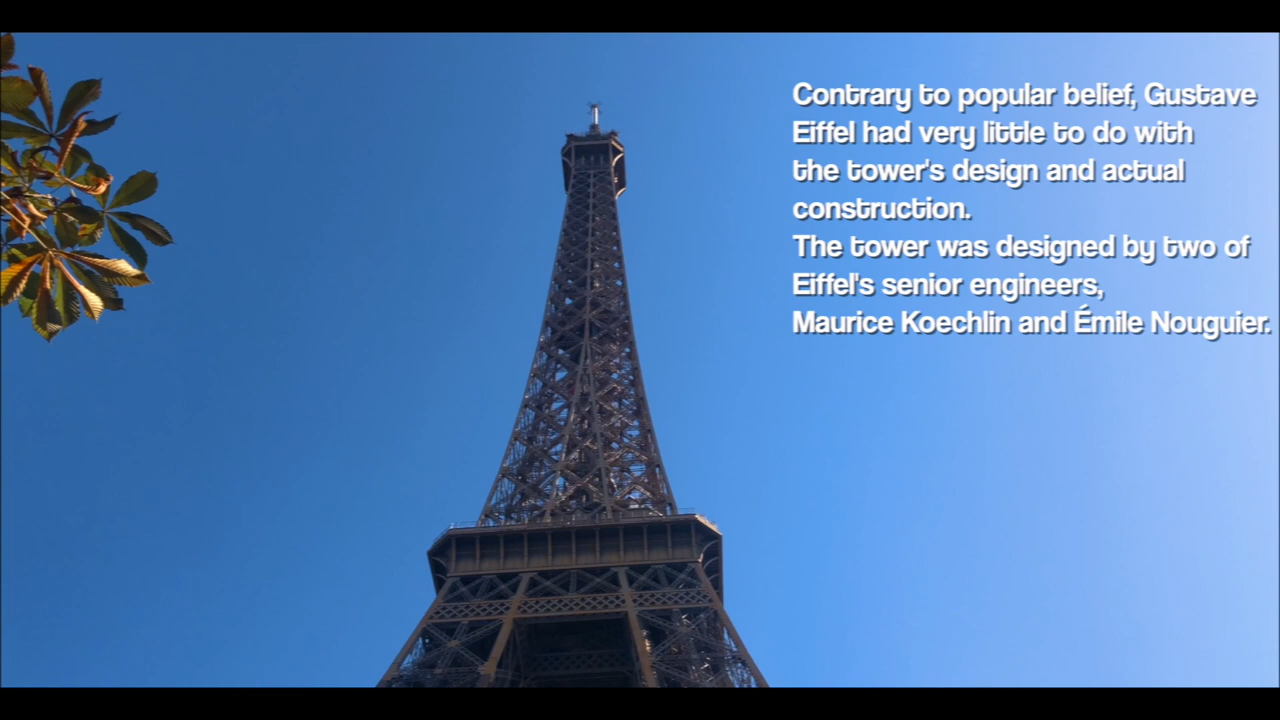 Contrary to popular belief, Gustave
Eiffel had very little to do with
the tower's design and actual
construction.
The tower was designed by two of
Eiffel's senior engineers,
Maurice Koechlin and Émile Nouguier.